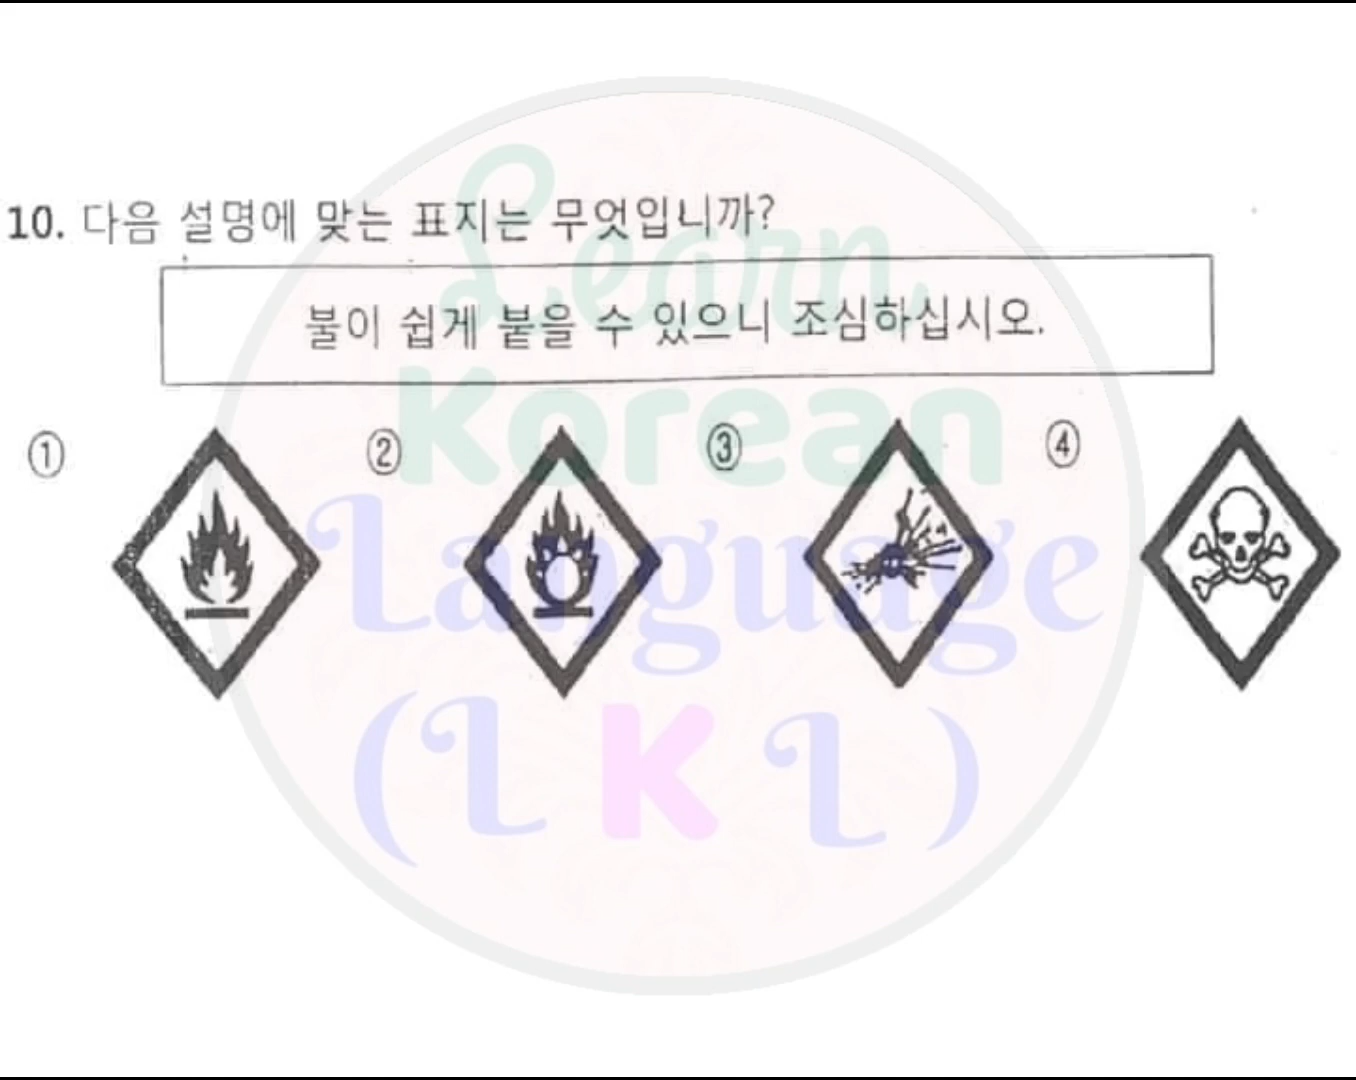 10. 다음 설명에 맞는 표지는 무엇입니까?
불이 쉽게 붙을 수 있으니 조심하십시오.
① ② ③ ④
Learn
Korean
Language
(L K L)